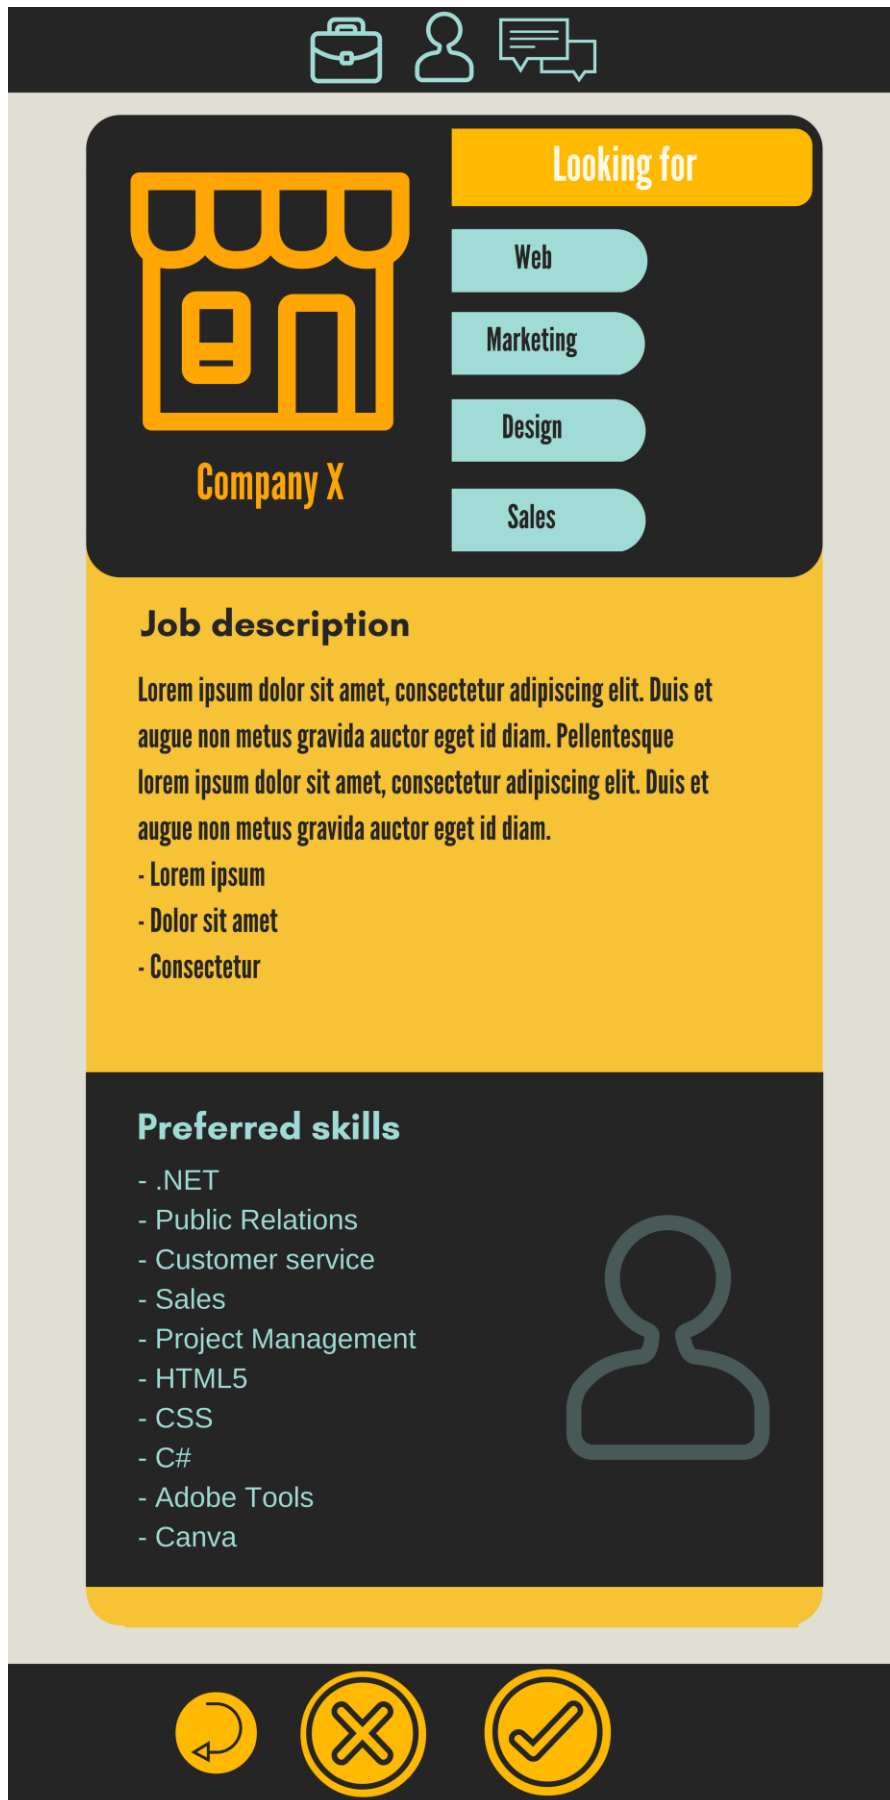 Looking for
Web
Marketing
Design
Sales
Company X
Job description
Lorem ipsum dolor sit amet, consectetur adipiscing elit. Duis et
augue non metus gravida auctor eget id diam. Pellentesque
lorem ipsum dolor sit amet, consectetur adipiscing elit. Duis et
augue non metus gravida auctor eget id diam.
- Lorem ipsum
- Dolor sit amet
- Consectetur
Preferred skills
- .NET
- Public Relations
- Customer service
- Sales
- Project Management
- HTML5
- CSS
- C#
- Adobe Tools
- Canva